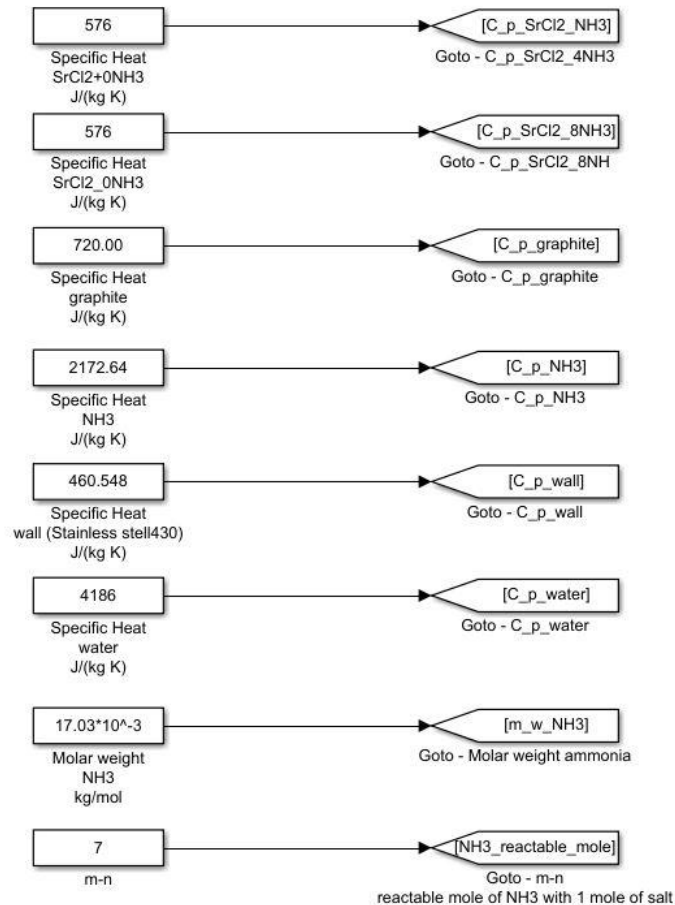 576
[C_p_SrCl2_NH3]
Specific Heat
SrCl2+0NH3
J/(kg K)
Goto - C_p_SrCl2_4NH3
576
[C_p_SrCl2_8NH3]
Specific Heat
SrCl2_0NH3
J/(kg K)
Goto - C_p_SrCl2_8NH
720.00
[C_p_graphite]
Specific Heat
graphite
J/(kg K)
Goto - C_p_graphite
2172.64
[C_p_NH3]
Specific Heat
NH3
J/(kg K)
Goto - C_p_NH3
460.548
[C_p_wall]
Specific Heat
wall (Stainless stell430)
J/(kg K)
Goto - C_p_wall
4186
[C_p_water]
Specific Heat
water
J/(kg K)
Goto - C_p_water
17.03*10^-3
[m_w_NH3]
Molar weight
NH3
kg/mol
Goto - Molar weight ammonia
7
[NH3_reactable_mole]
m-n
Goto - m-n
reactable mole of NH3 with 1 mole of salt